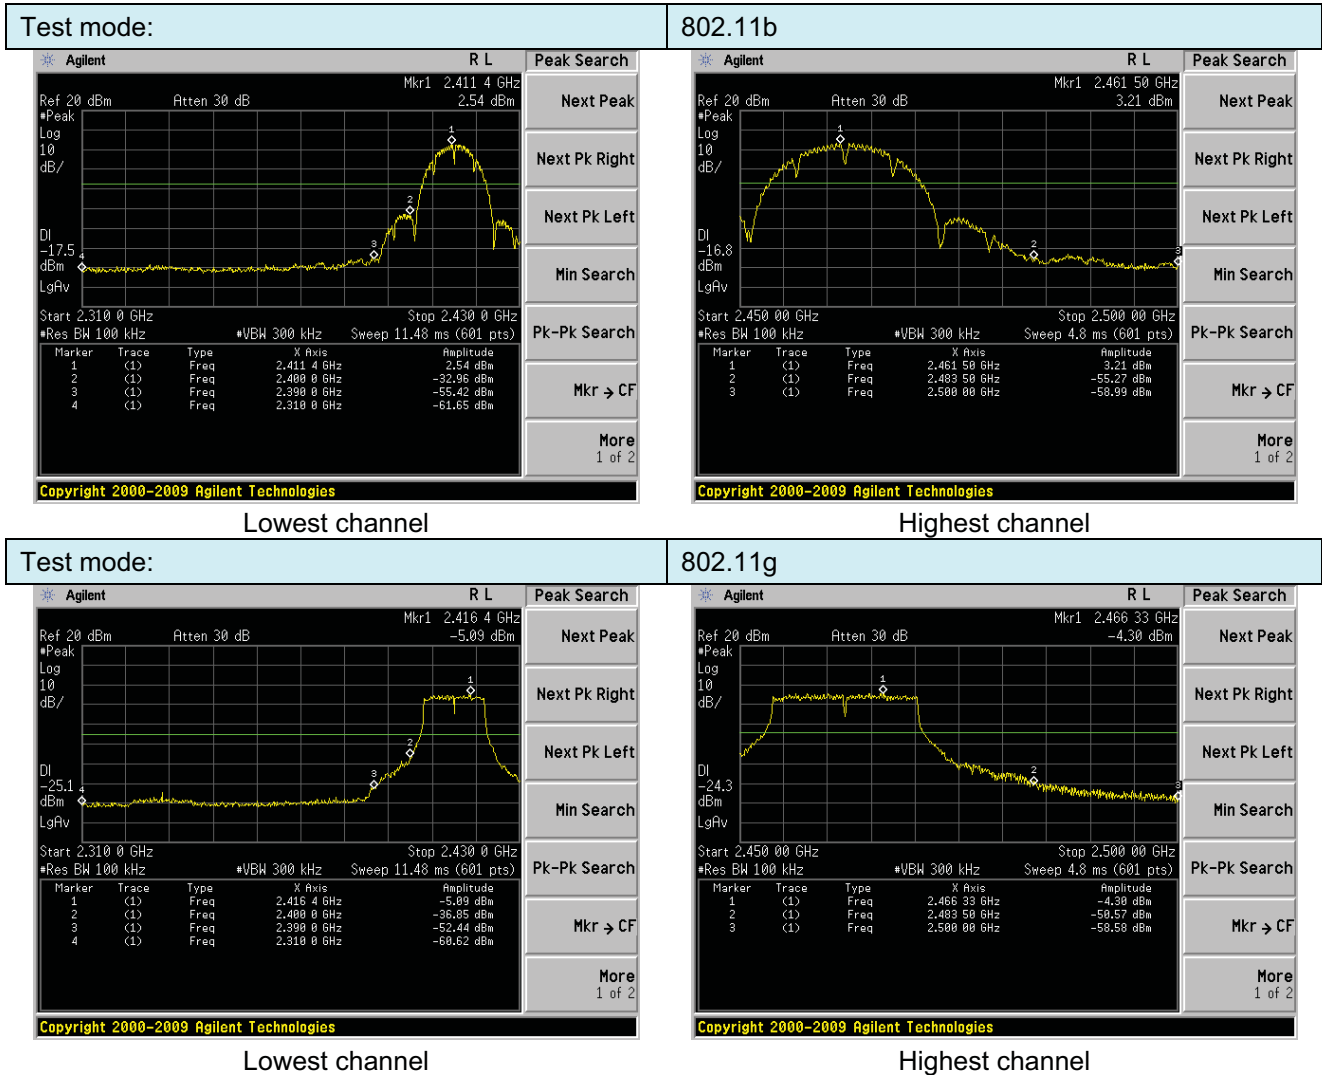 Test mode: 802.11b
Agilent R L Peak Search
Mkr1 2.411 4 GHz
Ref 20 dBm Atten 30 dB 2.54 dBm
#Peak
Log
10
dB/
DI
-17.5
dBm
LgAv
1
2
3
4
Start 2.310 0 GHz Stop 2.430 0 GHz
#Res BW 100 kHz #VBW 300 kHz Sweep 11.48 ms (601 pts)
Marker Trace Type X Axis Amplitude
1 (1) Freq 2.411 4 GHz 2.54 dBm
2 (1) Freq 2.400 0 GHz -32.96 dBm
3 (1) Freq 2.390 0 GHz -55.42 dBm
4 (1) Freq 2.310 0 GHz -61.65 dBm
Next Peak
Next Pk Right
Next Pk Left
Min Search
Pk-Pk Search
Mkr → CF
More
1 of 2
Copyright 2000-2009 Agilent Technologies
Lowest channel
Agilent R L Peak Search
Mkr1 2.461 50 GHz
Ref 20 dBm Atten 30 dB 3.21 dBm
#Peak
Log
10
dB/
DI
-16.8
dBm
LgAv
1
2
3
Start 2.450 00 GHz Stop 2.500 00 GHz
#Res BW 100 kHz #VBW 300 kHz Sweep 4.8 ms (601 pts)
Marker Trace Type X Axis Amplitude
1 (1) Freq 2.461 50 GHz 3.21 dBm
2 (1) Freq 2.483 50 GHz -55.27 dBm
3 (1) Freq 2.500 00 GHz -58.99 dBm
Next Peak
Next Pk Right
Next Pk Left
Min Search
Pk-Pk Search
Mkr → CF
More
1 of 2
Copyright 2000-2009 Agilent Technologies
Highest channel
Test mode: 802.11g
Agilent R L Peak Search
Mkr1 2.416 4 GHz
Ref 20 dBm Atten 30 dB -5.09 dBm
#Peak
Log
10
dB/
DI
-25.1
dBm
LgAv
1
2
3
4
Start 2.310 0 GHz Stop 2.430 0 GHz
#Res BW 100 kHz #VBW 300 kHz Sweep 11.48 ms (601 pts)
Marker Trace Type X Axis Amplitude
1 (1) Freq 2.416 4 GHz -5.09 dBm
2 (1) Freq 2.400 0 GHz -36.85 dBm
3 (1) Freq 2.390 0 GHz -52.44 dBm
4 (1) Freq 2.310 0 GHz -60.62 dBm
Next Peak
Next Pk Right
Next Pk Left
Min Search
Pk-Pk Search
Mkr → CF
More
1 of 2
Copyright 2000-2009 Agilent Technologies
Lowest channel
Agilent R L Peak Search
Mkr1 2.466 33 GHz
Ref 20 dBm Atten 30 dB -4.30 dBm
#Peak
Log
10
dB/
DI
-24.3
dBm
LgAv
1
2
3
Start 2.450 00 GHz Stop 2.500 00 GHz
#Res BW 100 kHz #VBW 300 kHz Sweep 4.8 ms (601 pts)
Marker Trace Type X Axis Amplitude
1 (1) Freq 2.466 33 GHz -4.30 dBm
2 (1) Freq 2.483 50 GHz -50.57 dBm
3 (1) Freq 2.500 00 GHz -58.58 dBm
Next Peak
Next Pk Right
Next Pk Left
Min Search
Pk-Pk Search
Mkr → CF
More
1 of 2
Copyright 2000-2009 Agilent Technologies
Highest channel